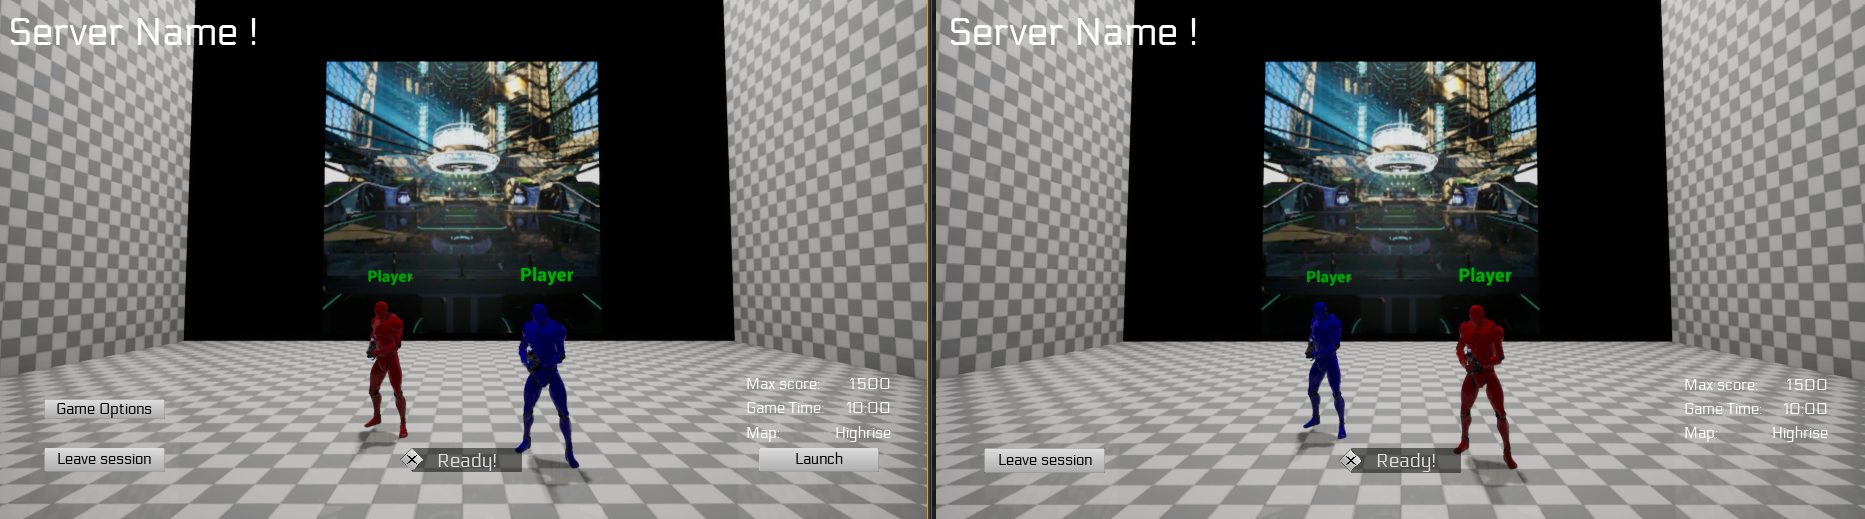 Server Name !
Player
Player
Max score: 1500
Game Time: 10:00
Map: Highrise
Game Options
Leave session
Ready!
Launch
Server Name !
Player
Player
Max score: 1500
Game Time: 10:00
Map: Highrise
Leave session
Ready!